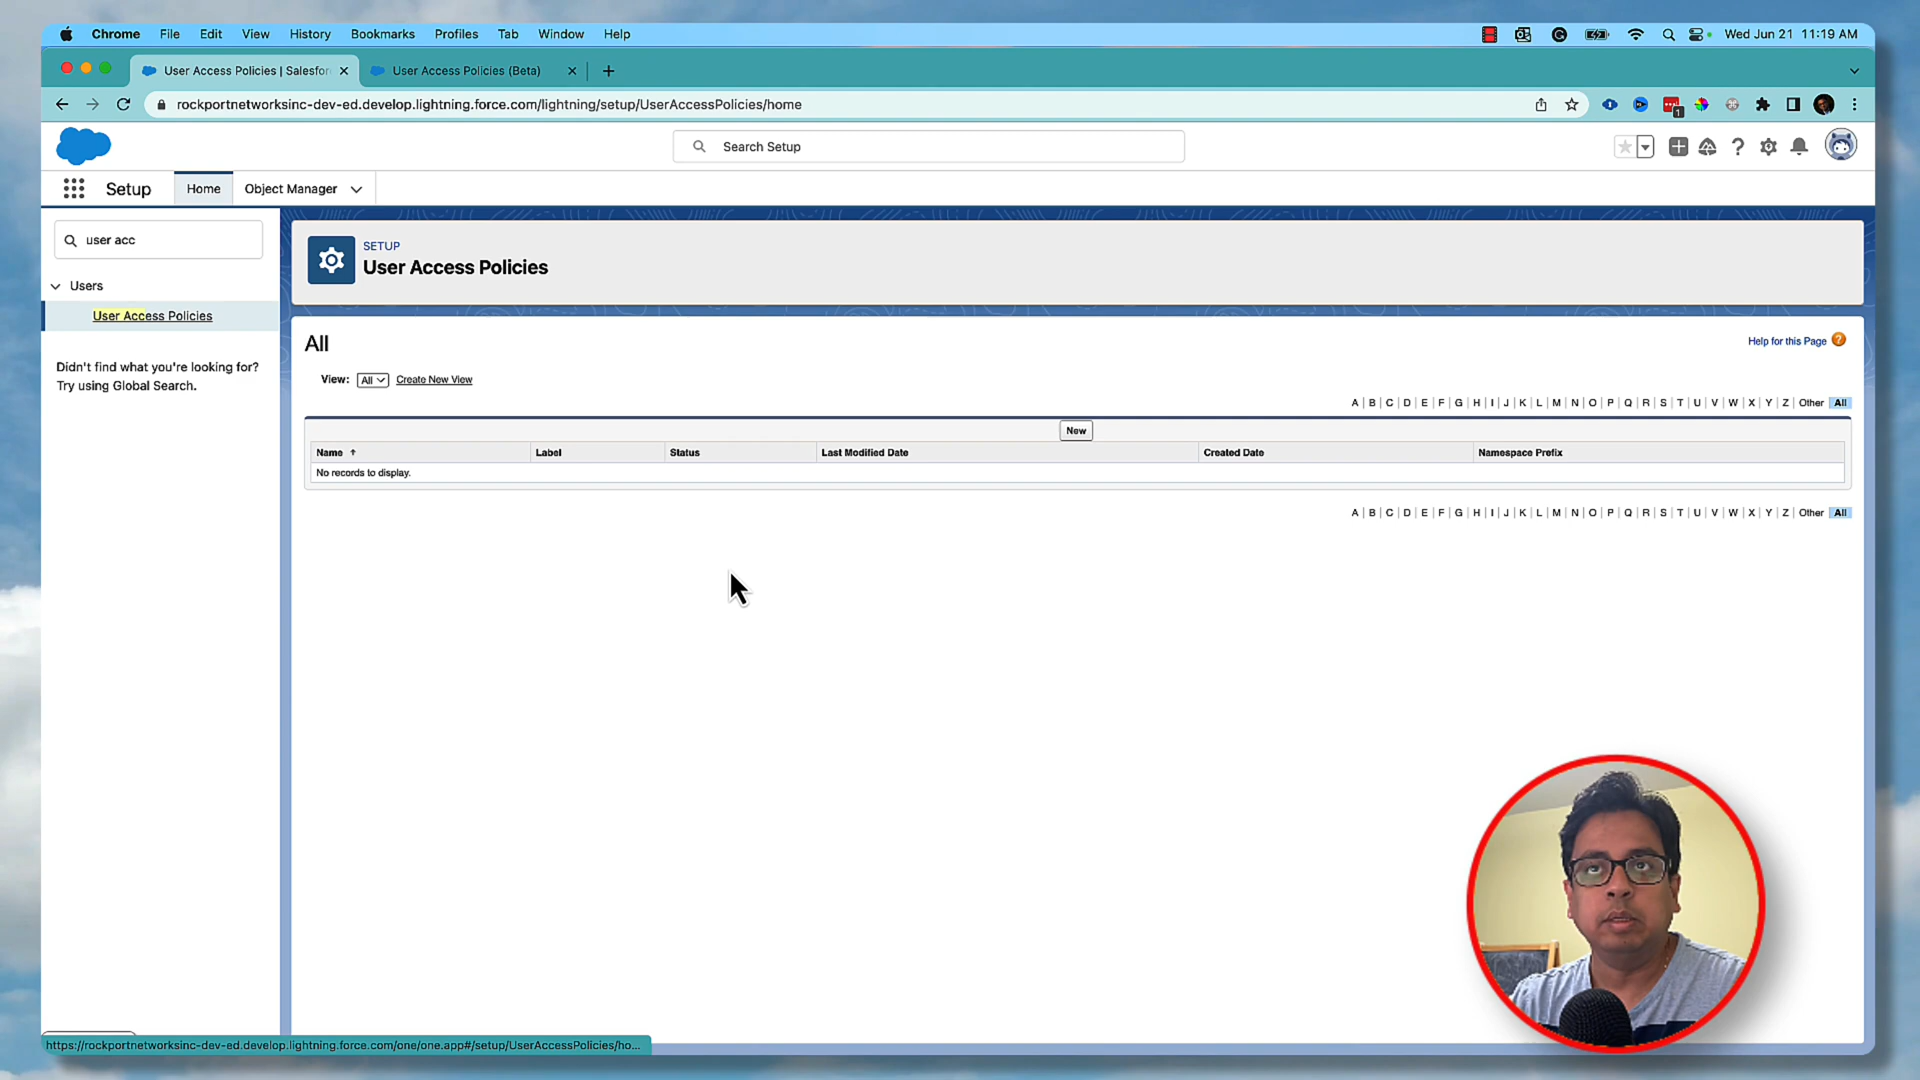 Chrome File Edit View History Bookmarks Profiles Tab Window Help Wed Jun 21 11:19 AM
User Access Policies | Salesfor User Access Policies (Beta)
rockportnetworksinc-dev-ed.develop.lightning.force.com/lightning/setup/UserAccessPolicies/home
Search Setup
Setup Home Object Manager
user acc
Users
User Access Policies
Didn't find what you're looking for?
Try using Global Search.
SETUP
User Access Policies
All
Help for this Page ?
View: All Create New View
A | B | C | D | E | F | G | H | I | J | K | L | M | N | O | P | Q | R | S | T | U | V | W | X | Y | Z | Other All
New
Name ↑ Label Status Last Modified Date Created Date Namespace Prefix
No records to display.
A | B | C | D | E | F | G | H | I | J | K | L | M | N | O | P | Q | R | S | T | U | V | W | X | Y | Z | Other All
https://rockportnetworksinc-dev-ed.develop.lightning.force.com/one/one.app#/setup/UserAccessPolicies/ho...